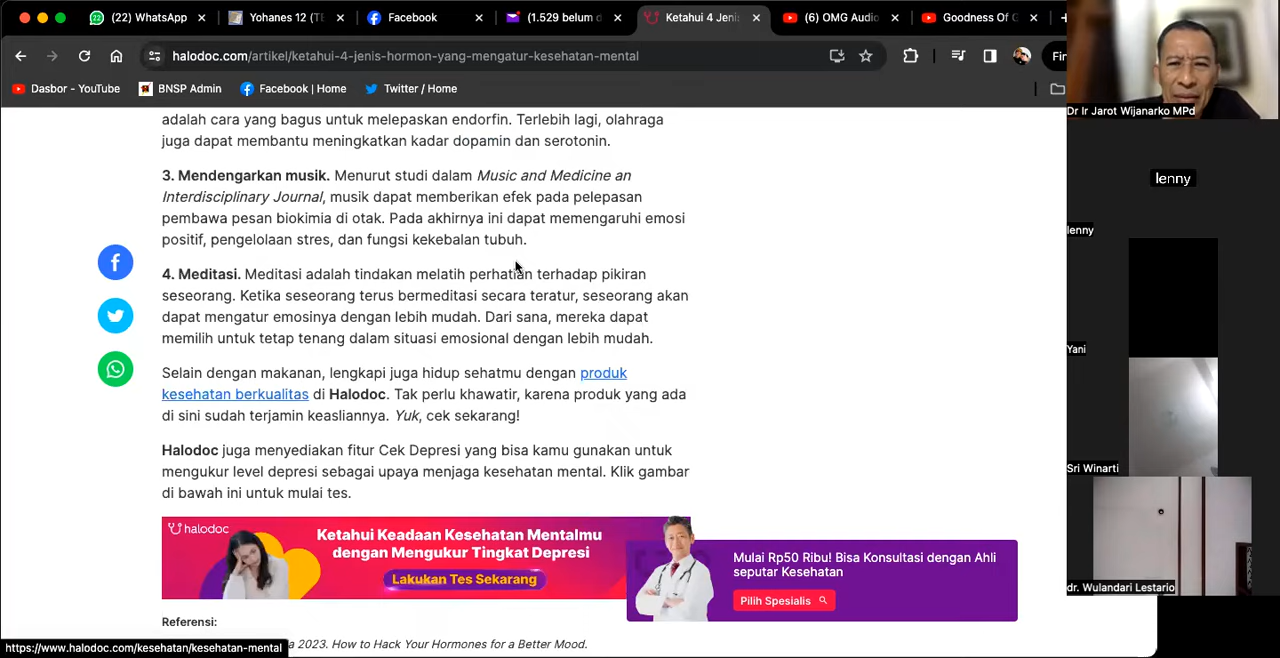 (22) WhatsApp
Yohanes 12 (TE
Facebook
(1.529 belum d
Ketahui 4 Jeni
(6) OMG Audio
Goodness Of G
halodoc.com/artikel/ketahui-4-jenis-hormon-yang-mengatur-kesehatan-mental
Dasbor - YouTube
BNSP Admin
Facebook | Home
Twitter / Home
adalah cara yang bagus untuk melepaskan endorfin. Terlebih lagi, olahraga
juga dapat membantu meningkatkan kadar dopamin dan serotonin.
3. Mendengarkan musik. Menurut studi dalam Music and Medicine an
Interdisciplinary Journal, musik dapat memberikan efek pada pelepasan
pembawa pesan biokimia di otak. Pada akhirnya ini dapat memengaruhi emosi
positif, pengelolaan stres, dan fungsi kekebalan tubuh.
4. Meditasi. Meditasi adalah tindakan melatih perhatian terhadap pikiran
seseorang. Ketika seseorang terus bermeditasi secara teratur, seseorang akan
dapat mengatur emosinya dengan lebih mudah. Dari sana, mereka dapat
memilih untuk tetap tenang dalam situasi emosional dengan lebih mudah.
Selain dengan makanan, lengkapi juga hidup sehatmu dengan produk
kesehatan berkualitas di Halodoc. Tak perlu khawatir, karena produk yang ada
di sini sudah terjamin keasliannya. Yuk, cek sekarang!
Halodoc juga menyediakan fitur Cek Depresi yang bisa kamu gunakan untuk
mengukur level depresi sebagai upaya menjaga kesehatan mental. Klik gambar
di bawah ini untuk mulai tes.
halodoc
Ketahui Keadaan Kesehatan Mentalmu
dengan Mengukur Tingkat Depresi
Lakukan Tes Sekarang
Mulai Rp50 Ribu! Bisa Konsultasi dengan Ahli
seputar Kesehatan
Pilih Spesialis
Referensi:
a 2023. How to Hack Your Hormones for a Better Mood.
https://www.halodoc.com/kesehatan/kesehatan-mental
Fin
Dr Ir Jarot Wijanarko MPd
lenny
lenny
Yani
Sri Winarti
dr. Wulandari Lestario